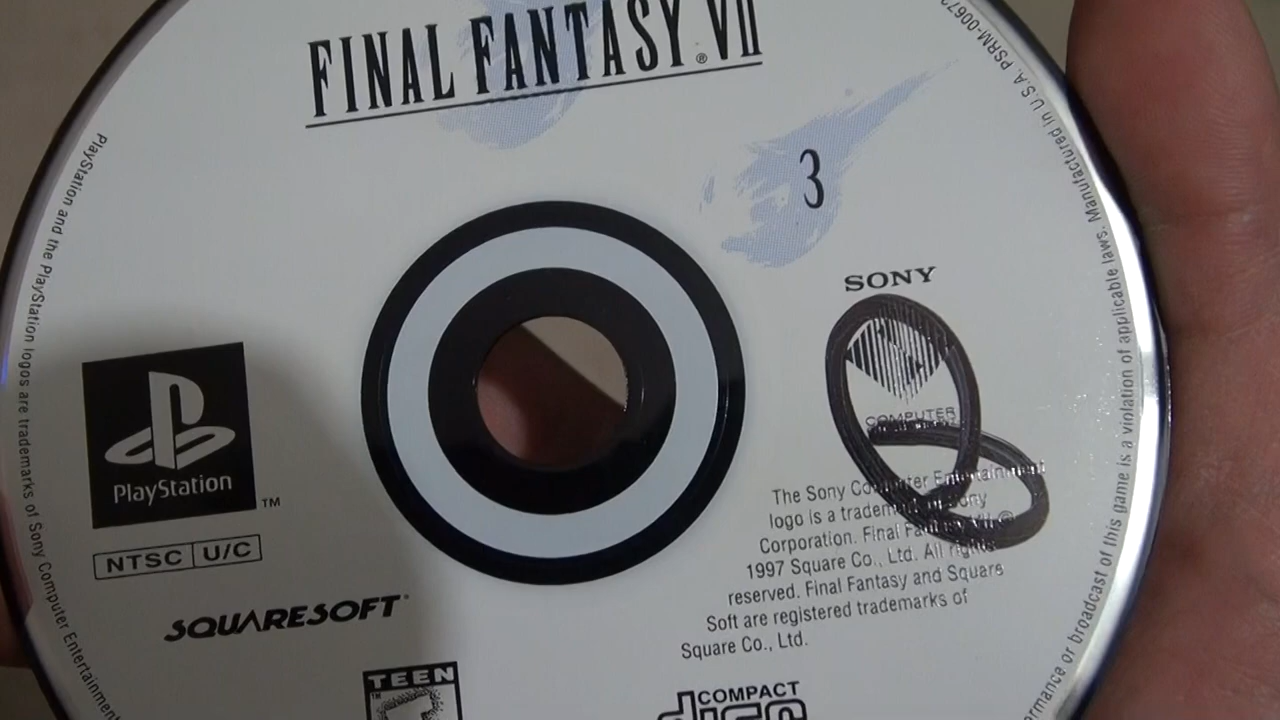 FINAL FANTASY® VII
3
SONY
COMPUTER
PlayStation
™
NTSC U/C
SQUARESOFT®
TEEN
COMPACT
disc
The Sony Computer Entertainment
logo is a trademark of Sony
Corporation. Final Fantasy VII ©
1997 Square Co., Ltd. All rights
reserved. Final Fantasy and Square
Soft are registered trademarks of
Square Co., Ltd.
PlayStation and the PlayStation logos are trademarks of Sony Computer Entertainment
broadcast of this game is a violation of applicable laws. Manufactured in U.S.A. PSRM-00672